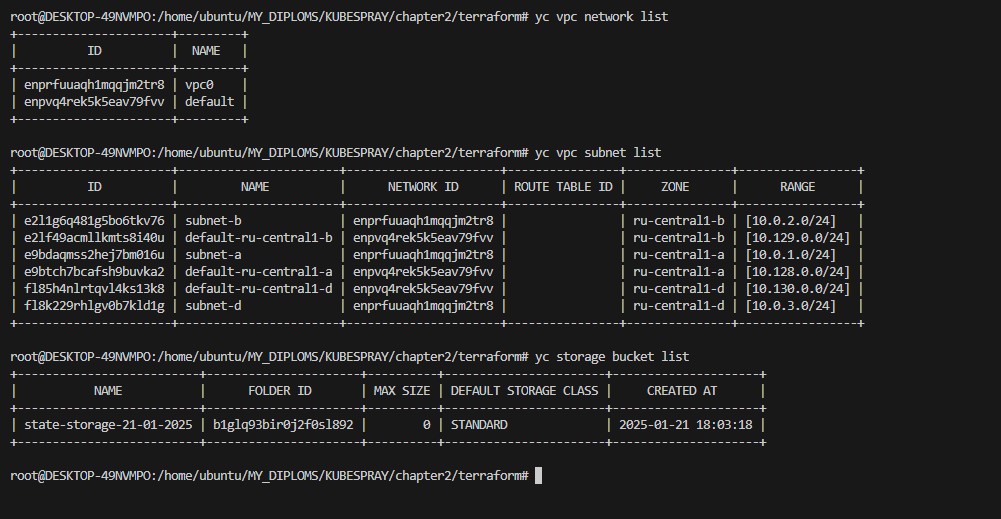 root@DESKTOP-49NVMPO:/home/ubuntu/MY_DIPLOMS/KUBESPRAY/chapter2/terraform# yc vpc network list
+----------------------+---------+
|          ID          |  NAME   |
+----------------------+---------+
| enprfuuaqh1mqqjm2tr8 | vpc0    |
| enpvq4rek5k5eav79fvv | default |
+----------------------+---------+
root@DESKTOP-49NVMPO:/home/ubuntu/MY_DIPLOMS/KUBESPRAY/chapter2/terraform# yc vpc subnet list
+----------------------+-----------------------+----------------------+----------------+---------------+-----------------+
|          ID          |         NAME          |      NETWORK ID      | ROUTE TABLE ID |     ZONE      |      RANGE      |
+----------------------+-----------------------+----------------------+----------------+---------------+-----------------+
| e2l1g6q481g5bo6tkv76 | subnet-b              | enprfuuaqh1mqqjm2tr8 |                | ru-central1-b | [10.0.2.0/24]   |
| e2lf49acmllkmts8i40u | default-ru-central1-b | enpvq4rek5k5eav79fvv |                | ru-central1-b | [10.129.0.0/24] |
| e9bdaqmss2hej7bm016u | subnet-a              | enprfuuaqh1mqqjm2tr8 |                | ru-central1-a | [10.0.1.0/24]   |
| e9btch7bcafsh9buvka2 | default-ru-central1-a | enpvq4rek5k5eav79fvv |                | ru-central1-a | [10.128.0.0/24] |
| fl85h4nlrtqvl4ks13k8 | default-ru-central1-d | enpvq4rek5k5eav79fvv |                | ru-central1-d | [10.130.0.0/24] |
| fl8k229rhlgv0b7kld1g | subnet-d              | enprfuuaqh1mqqjm2tr8 |                | ru-central1-d | [10.0.3.0/24]   |
+----------------------+-----------------------+----------------------+----------------+---------------+-----------------+
root@DESKTOP-49NVMPO:/home/ubuntu/MY_DIPLOMS/KUBESPRAY/chapter2/terraform# yc storage bucket list
+--------------------------+----------------------+----------+-----------------------+---------------------+
|           NAME           |      FOLDER ID       | MAX SIZE | DEFAULT STORAGE CLASS |     CREATED AT      |
+--------------------------+----------------------+----------+-----------------------+---------------------+
| state-storage-21-01-2025 | b1glq93bir0j2f0sl892 |        0 | STANDARD              | 2025-01-21 18:03:18 |
+--------------------------+----------------------+----------+-----------------------+---------------------+
root@DESKTOP-49NVMPO:/home/ubuntu/MY_DIPLOMS/KUBESPRAY/chapter2/terraform#